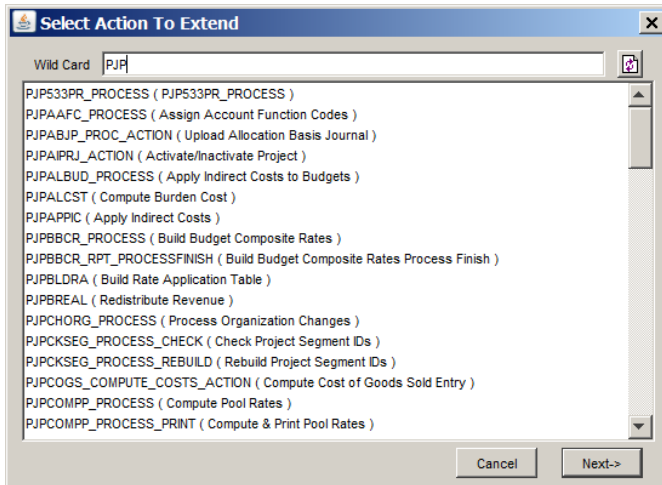 Select Action To Extend
Wild Card PJP
PJP533PR_PROCESS ( PJP533PR_PROCESS )
PJPAAFC_PROCESS ( Assign Account Function Codes )
PJPABJP_PROC_ACTION ( Upload Allocation Basis Journal )
PJPAIPRJ_ACTION ( Activate/Inactivate Project )
PJPALBUD_PROCESS ( Apply Indirect Costs to Budgets )
PJPALCST ( Compute Burden Cost )
PJPAPPIC ( Apply Indirect Costs )
PJPBBCR_PROCESS ( Build Budget Composite Rates )
PJPBBCR_RPT_PROCESSFINISH ( Build Budget Composite Rates Process Finish )
PJPBLDRA ( Build Rate Application Table )
PJPBREAL ( Redistribute Revenue )
PJPCHORG_PROCESS ( Process Organization Changes )
PJPCKSEG_PROCESS_CHECK ( Check Project Segment IDs )
PJPCKSEG_PROCESS_REBUILD ( Rebuild Project Segment IDs )
PJPCOGS_COMPUTE_COSTS_ACTION ( Compute Cost of Goods Sold Entry )
PJPCOMPP_PROCESS ( Compute Pool Rates )
PJPCOMPP_PROCESS_PRINT ( Compute & Print Pool Rates )
Cancel Next->